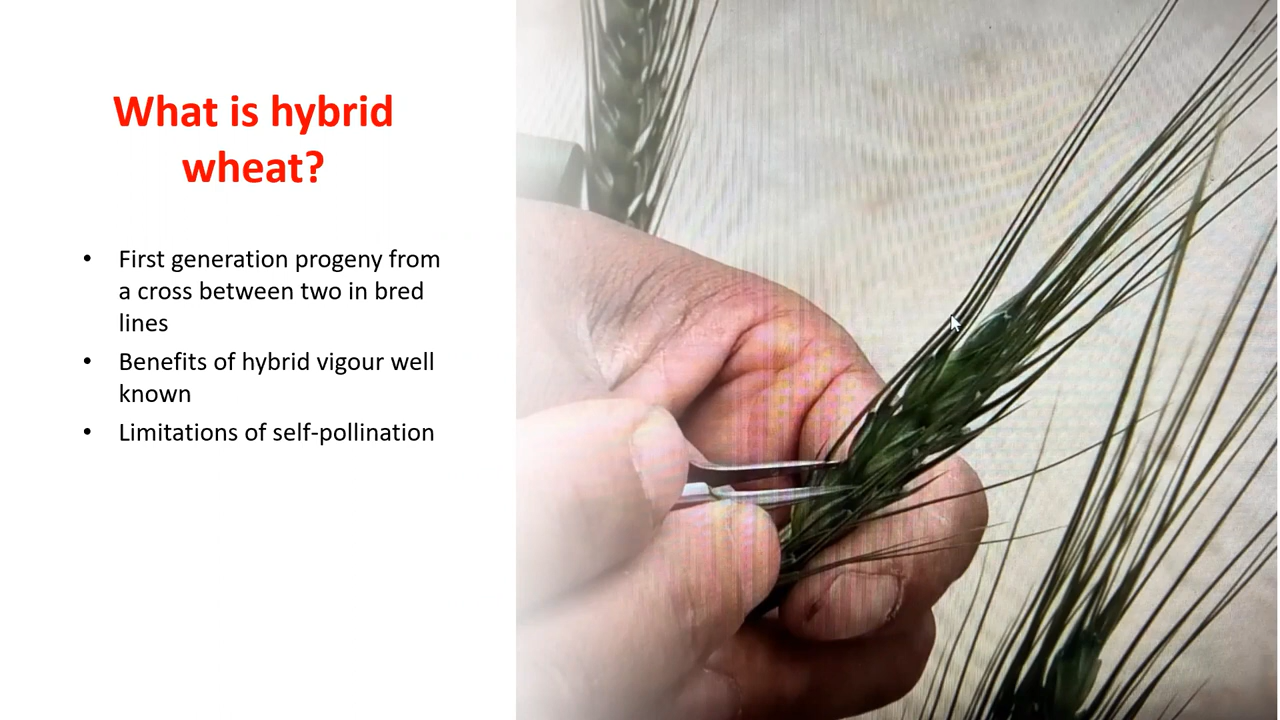 What is hybrid
wheat?
• First generation progeny from
a cross between two in bred
lines
• Benefits of hybrid vigour well
known
• Limitations of self-pollination